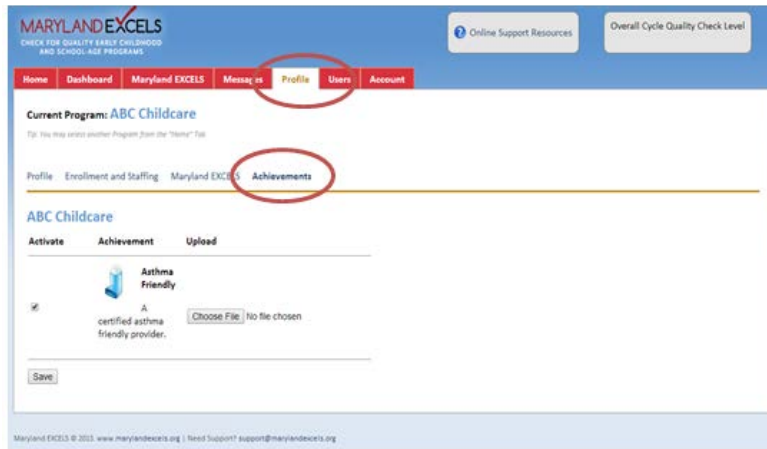 MARYLAND EXCELS
CHECK FOR QUALITY EARLY CHILDHOOD
AND SCHOOL-AGE PROGRAMS
Online Support Resources
Overall Cycle Quality Check Level
Home Dashboard Maryland EXCELS Messages Profile Users Account
Current Program: ABC Childcare
Tip: You may select another Program from the "Home" Tab
Profile Enrollment and Staffing Maryland EXCELS Achievements
ABC Childcare
Activate Achievement Upload
Asthma
Friendly
A
certified asthma
friendly provider.
Choose File No file chosen
Save
Maryland EXCELS © 2013. www.marylandexcels.org | Need Support? support@marylandexcels.org